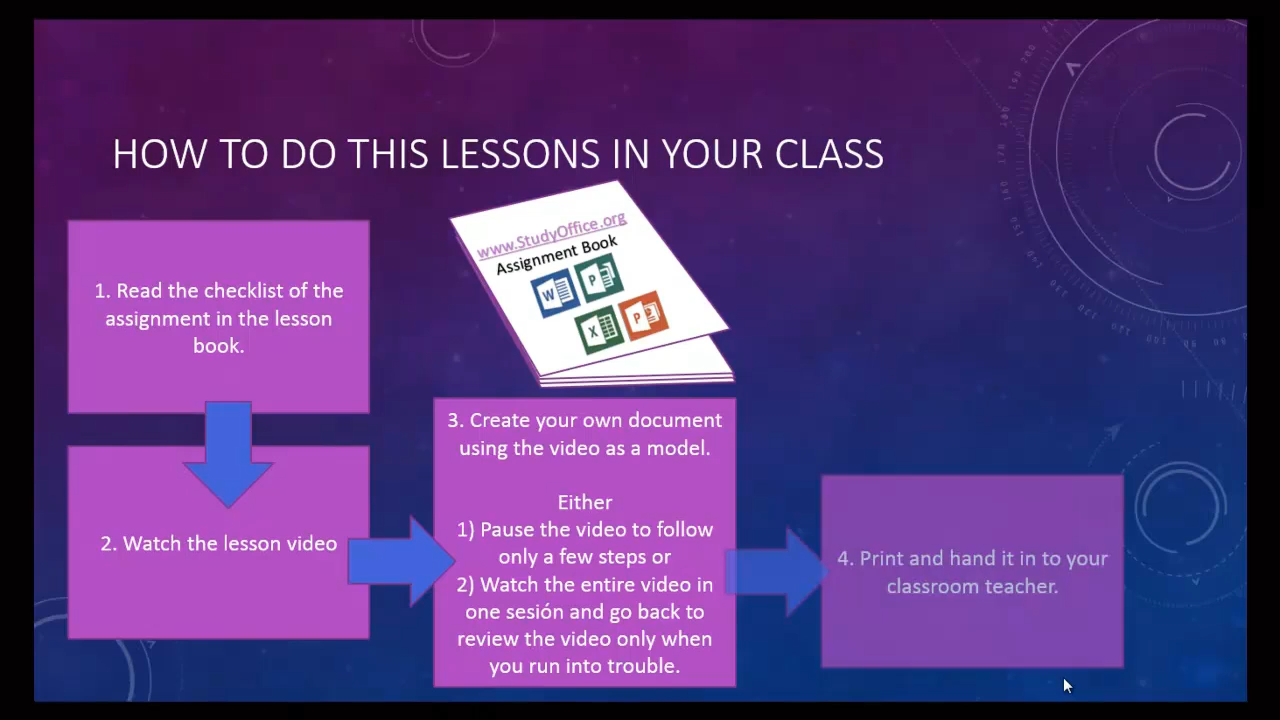 HOW TO DO THIS LESSONS IN YOUR CLASS
1. Read the checklist of the
assignment in the lesson
book.
www.StudyOffice.org
Assignment Book
W
P
X
P
2. Watch the lesson video
3. Create your own document
using the video as a model.
Either
1) Pause the video to follow
only a few steps or
2) Watch the entire video in
one sesión and go back to
review the video only when
you run into trouble.
4. Print and hand it in to your
classroom teacher.